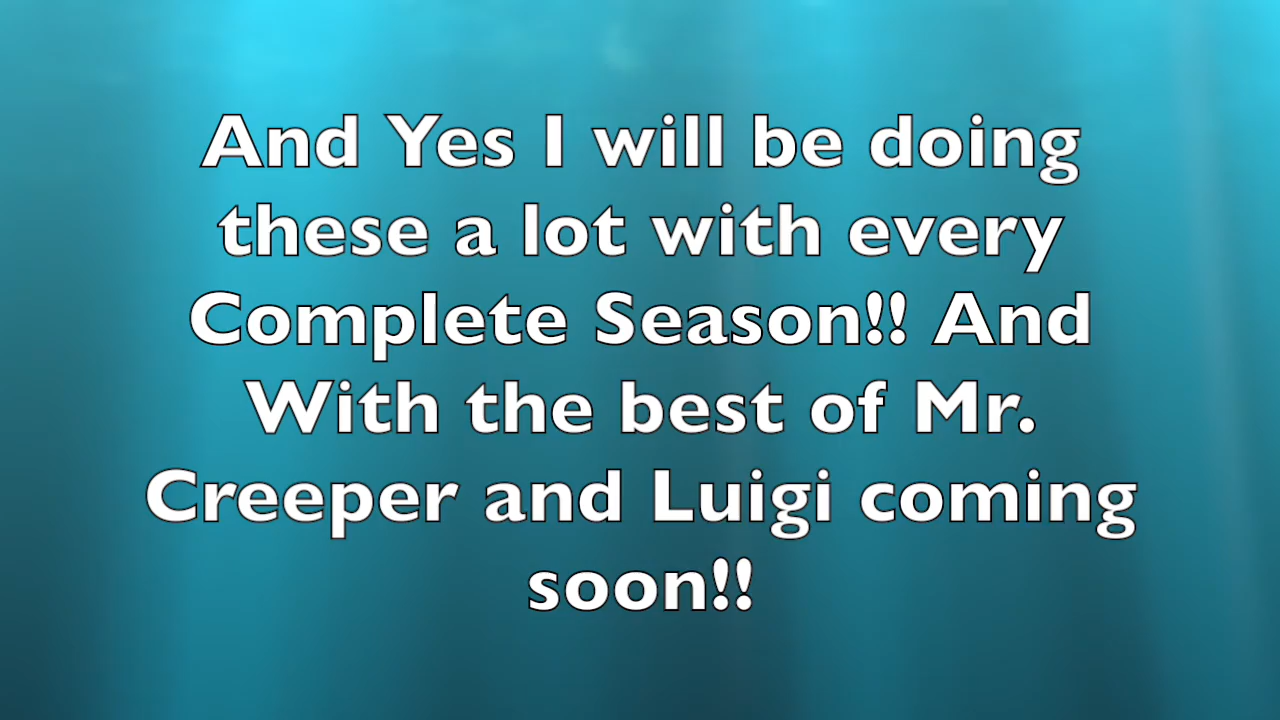 And Yes I will be doing
these a lot with every
Complete Season!! And
With the best of Mr.
Creeper and Luigi coming
soon!!